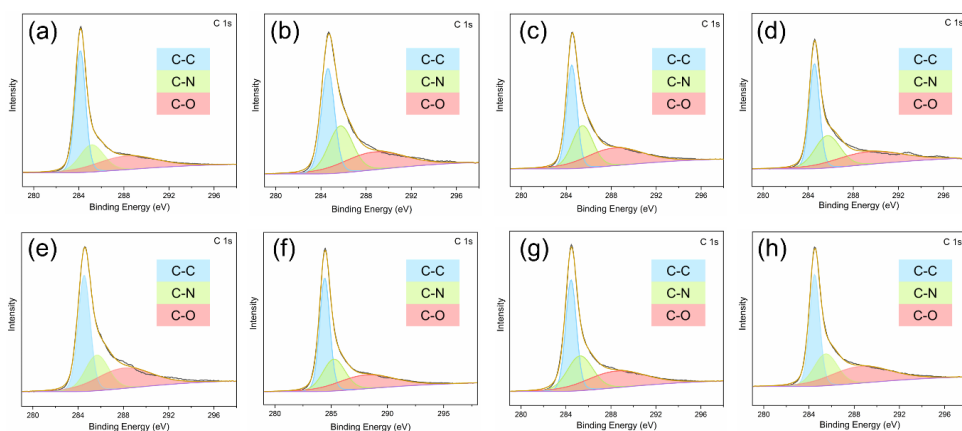 (a)
C 1s
C-C
C-N
C-O
Intensity
280 284 288 292 296
Binding Energy (eV)
(b)
C 1s
C-C
C-N
C-O
Intensity
280 284 288 292 296
Binding Energy (eV)
(c)
C 1s
C-C
C-N
C-O
Intensity
280 284 288 292 296
Binding Energy (eV)
(d)
C 1s
C-C
C-N
C-O
Intensity
280 284 288 292 296
Binding Energy (eV)
(e)
C 1s
C-C
C-N
C-O
Intensity
280 284 288 292 296
Binding Energy (eV)
(f)
C 1s
C-C
C-N
C-O
Intensity
280 285 290 295
Binding Energy (eV)
(g)
C 1s
C-C
C-N
C-O
Intensity
280 284 288 292 296
Binding Energy (eV)
(h)
C 1s
C-C
C-N
C-O
Intensity
280 284 288 292 296
Binding Energy (eV)